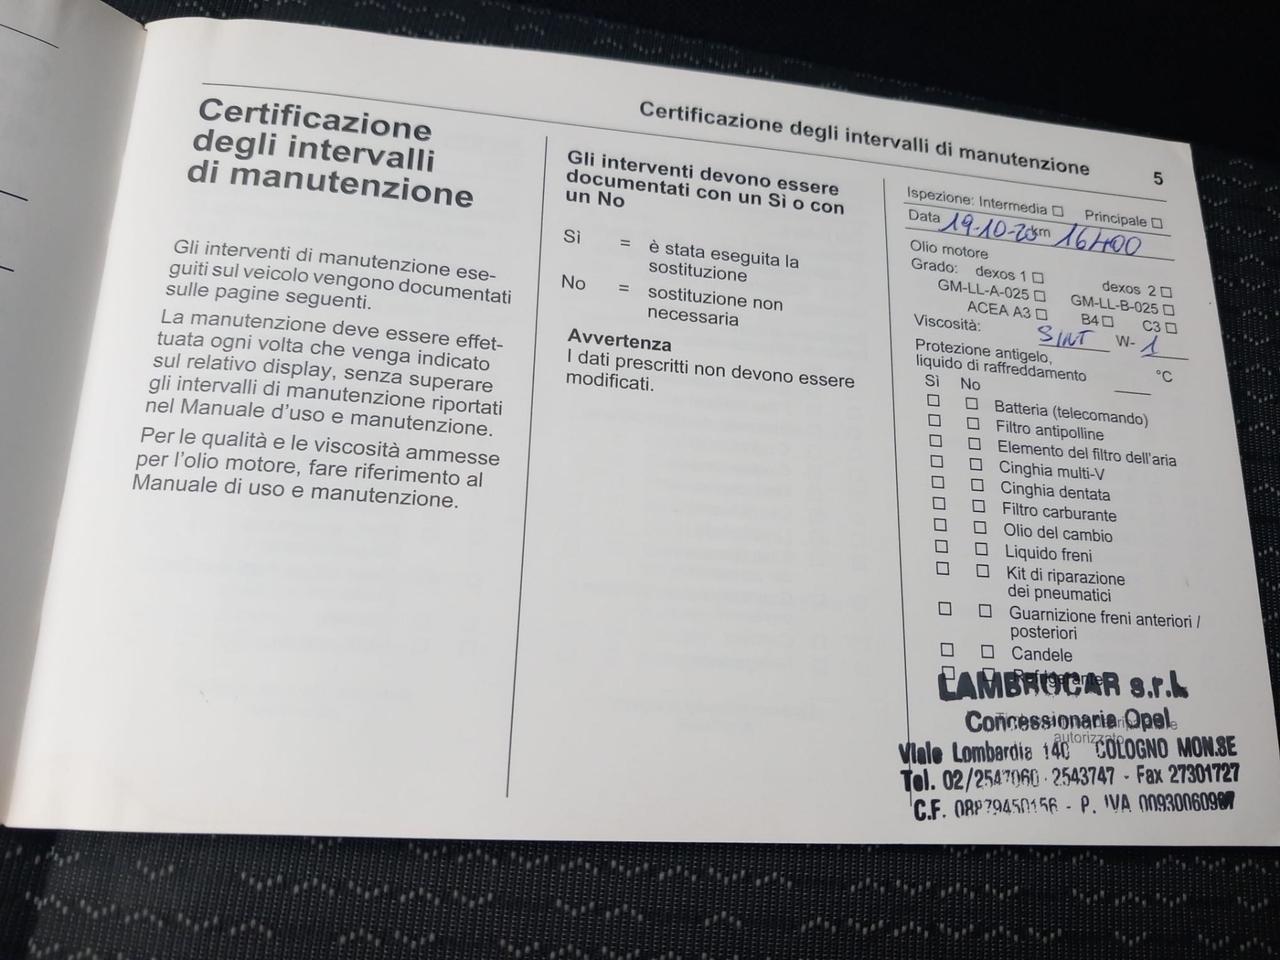 Certificazione degli intervalli di manutenzione
5
Certificazione
degli intervalli
di manutenzione
Gli interventi di manutenzione ese-
guiti sul veicolo vengono documentati
sulle pagine seguenti.
La manutenzione deve essere effet-
tuata ogni volta che venga indicato
sul relativo display, senza superare
gli intervalli di manutenzione riportati
nel Manuale d'uso e manutenzione.
Per le qualità e le viscosità ammesse
per l'olio motore, fare riferimento al
Manuale di uso e manutenzione.
Gli interventi devono essere
documentati con un Sì o con
un No
Sì = è stata eseguita la
sostituzione
No = sostituzione non
necessaria
Avvertenza
I dati prescritti non devono essere
modificati.
Ispezione: Intermedia □ Principale □
Data 19-10-20 km 16400
Olio motore
Grado: dexos 1 □ dexos 2 □
GM-LL-A-025 □ GM-LL-B-025 □
ACEA A3 □ B4 □ C3 □
Viscosità: SINT W- 1
Protezione antigelo,
liquido di raffreddamento °C
Sì No
□ □ Batteria (telecomando)
□ □ Filtro antipolline
□ □ Elemento del filtro dell'aria
□ □ Cinghia multi-V
□ □ Cinghia dentata
□ □ Filtro carburante
□ □ Olio del cambio
□ □ Liquido freni
□ □ Kit di riparazione
dei pneumatici
□ □ Guarnizione freni anteriori /
posteriori
□ □ Candele
□ □ Refrigerante
LAMBROCAR s.r.l.
Concessionaria Opel
autorizzato
Viale Lombardia 140 COLOGNO MON.SE
Tel. 02/2547060 - 2543747 - Fax 27301727
C.F. 08879450156 - P. IVA